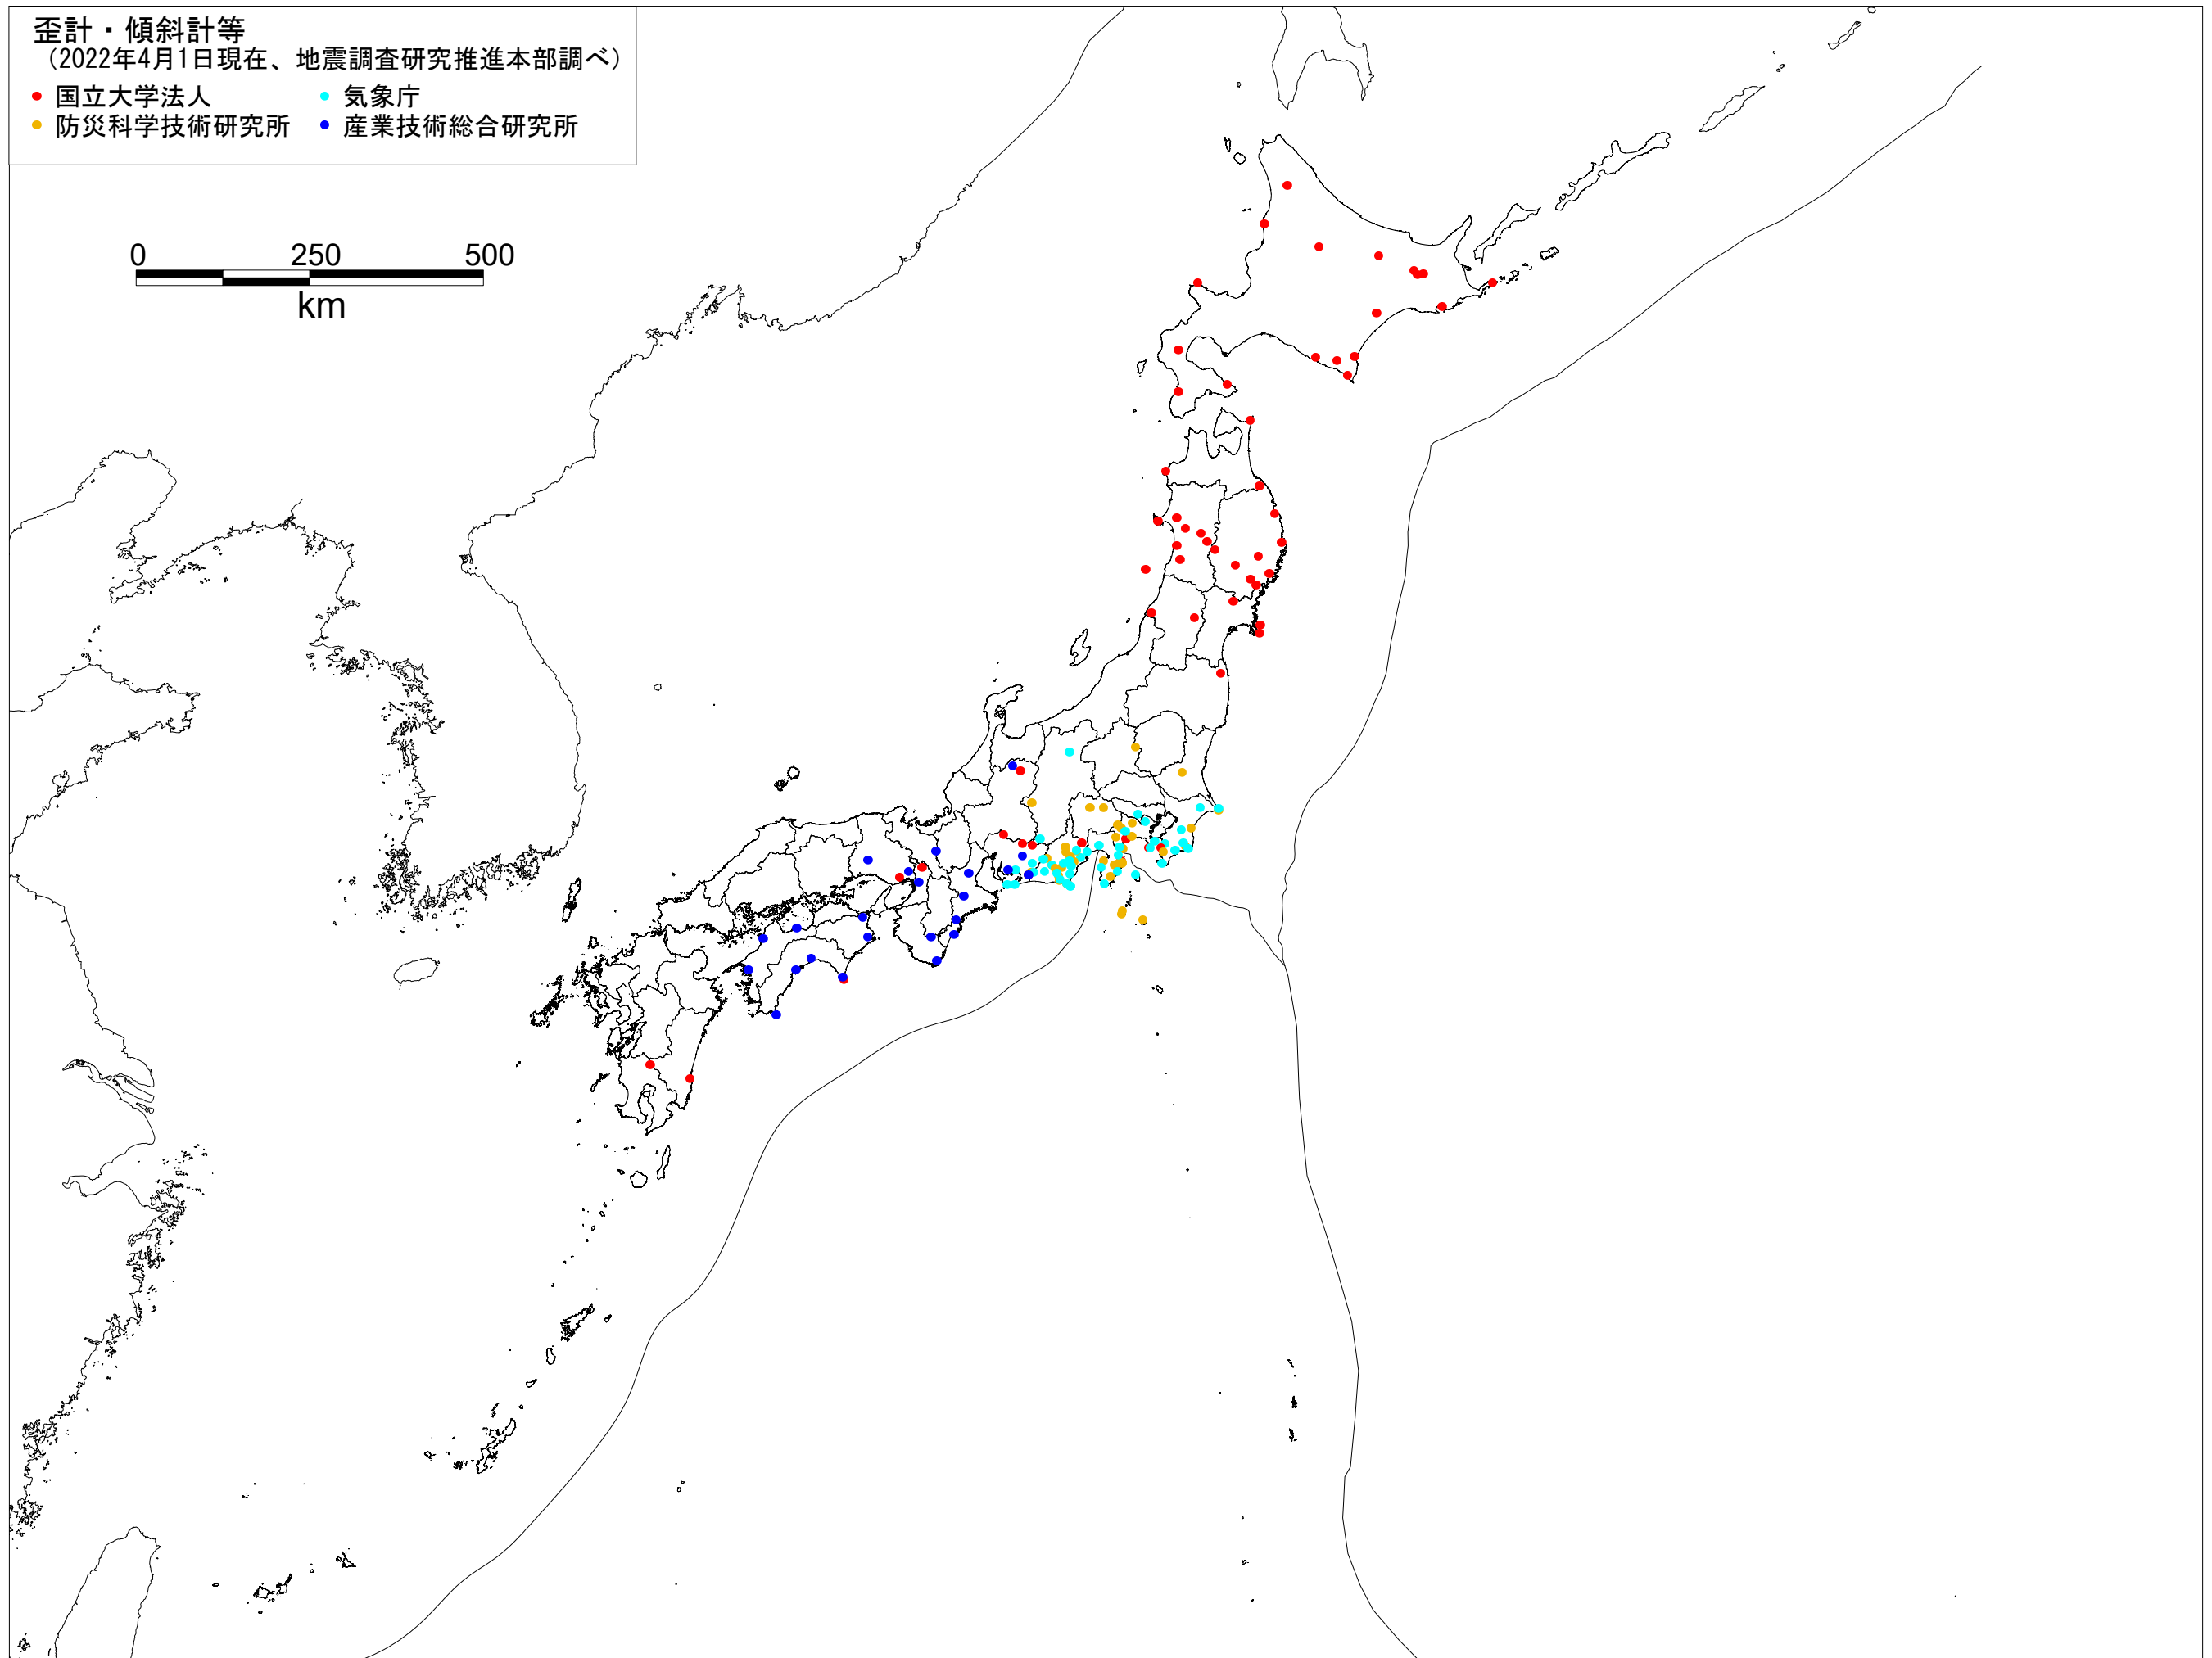 歪計・傾斜計等
（2022年4月1日現在、地震調査研究推進本部調べ）
国立大学法人 気象庁
防災科学技術研究所 産業技術総合研究所
0 250 500
km